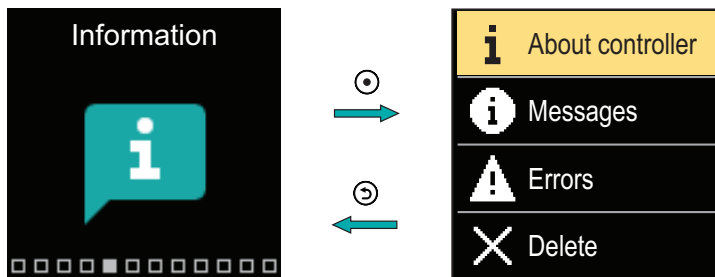 Information
About controller
Messages
Errors
Delete